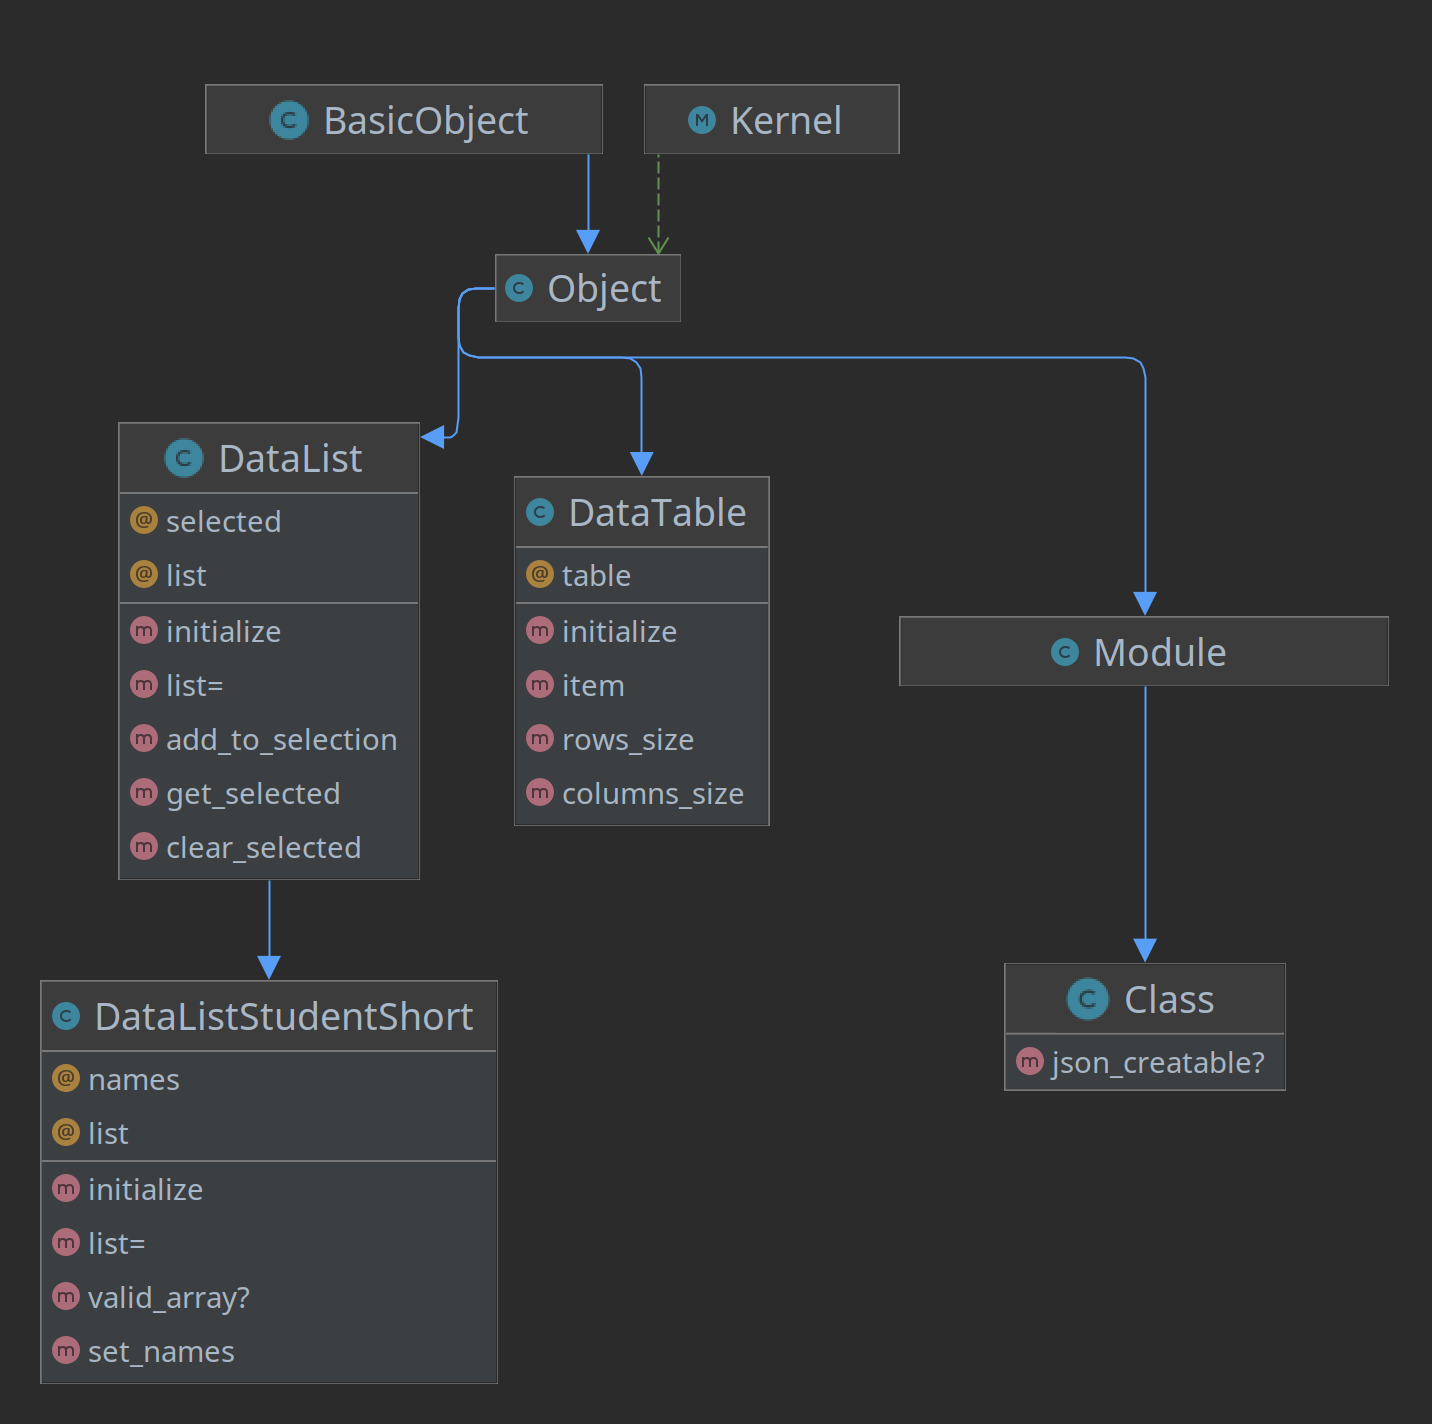 C BasicObject
M Kernel
C Object
C DataList
@ selected
@ list
m initialize
m list=
m add_to_selection
m get_selected
m clear_selected
C DataTable
@ table
m initialize
m item
m rows_size
m columns_size
C Module
C DataListStudentShort
@ names
@ list
m initialize
m list=
m valid_array?
m set_names
C Class
m json_creatable?